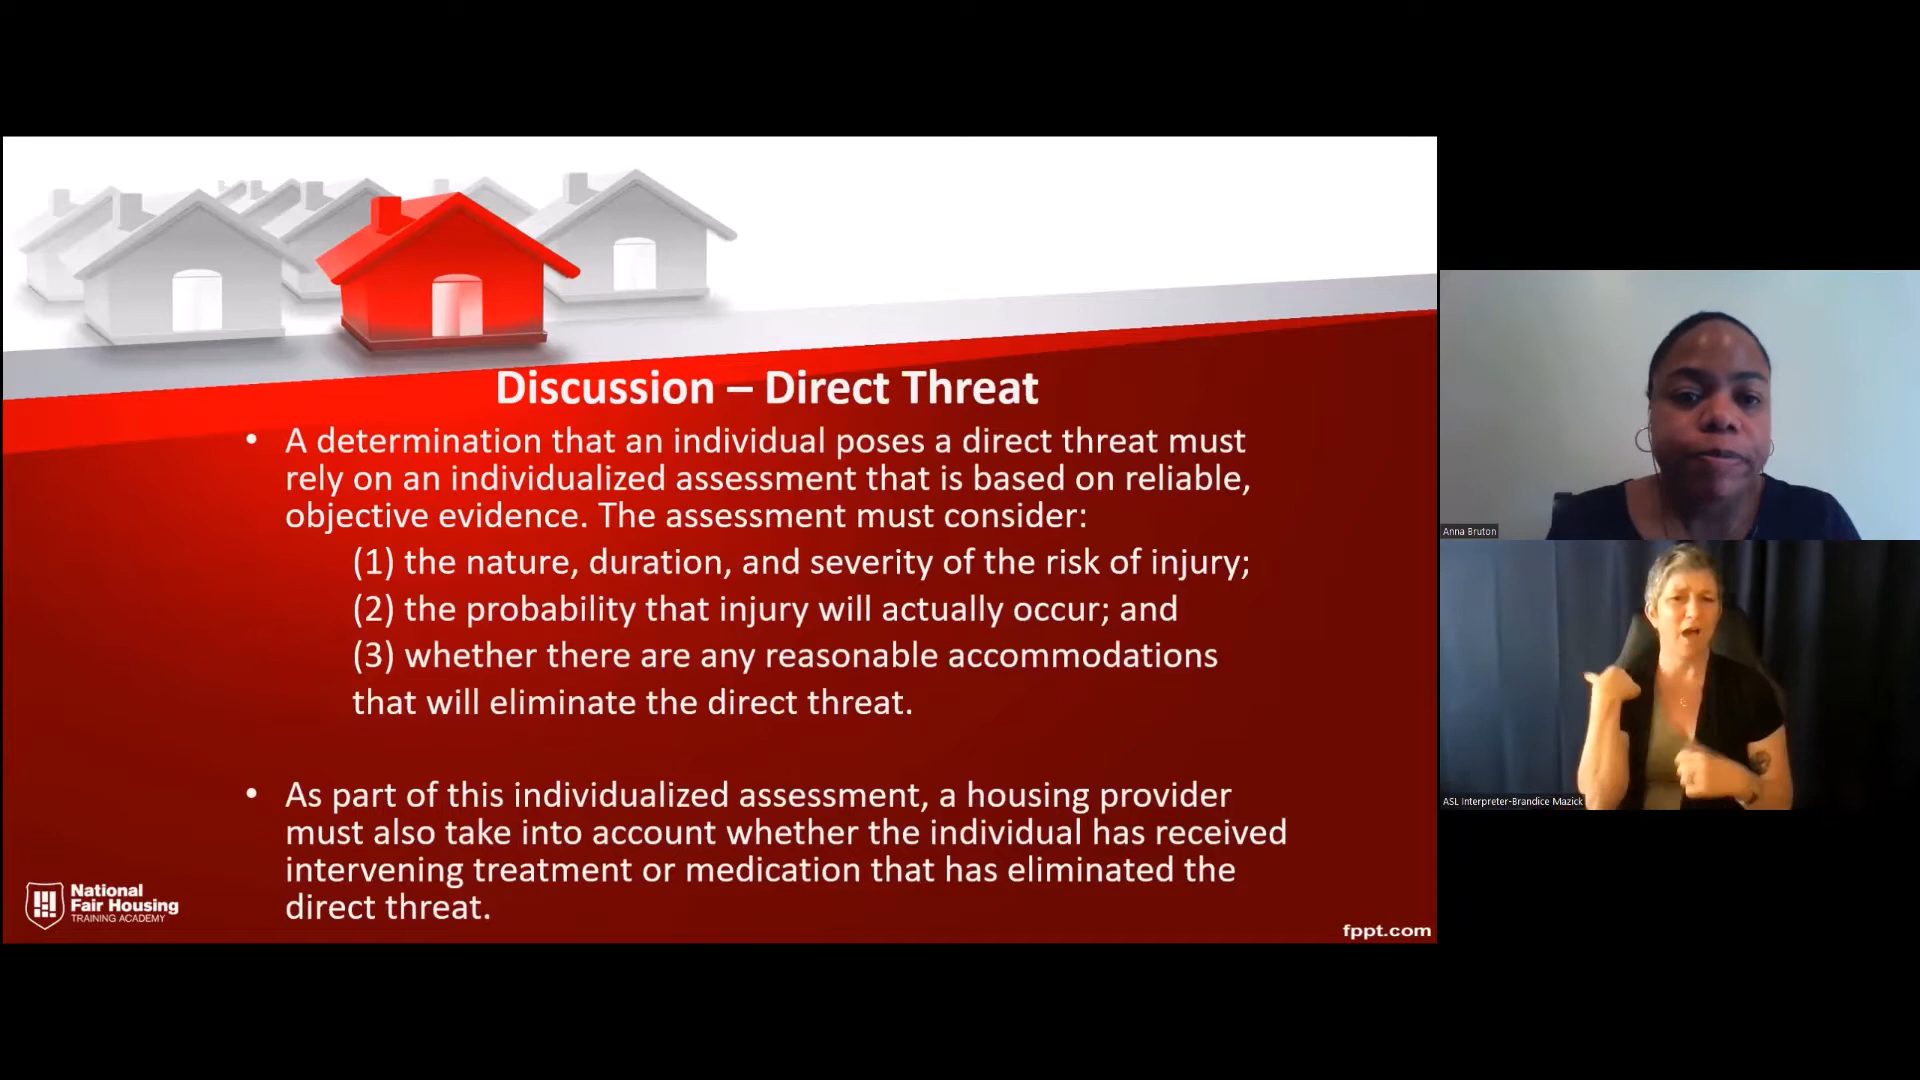 Discussion – Direct Threat
• A determination that an individual poses a direct threat must
rely on an individualized assessment that is based on reliable,
objective evidence. The assessment must consider:
(1) the nature, duration, and severity of the risk of injury;
(2) the probability that injury will actually occur; and
(3) whether there are any reasonable accommodations
that will eliminate the direct threat.
• As part of this individualized assessment, a housing provider
must also take into account whether the individual has received
intervening treatment or medication that has eliminated the
direct threat.
National
Fair Housing
TRAINING ACADEMY
fppt.com
Anna Bruton
ASL Interpreter-Brandice Mazick